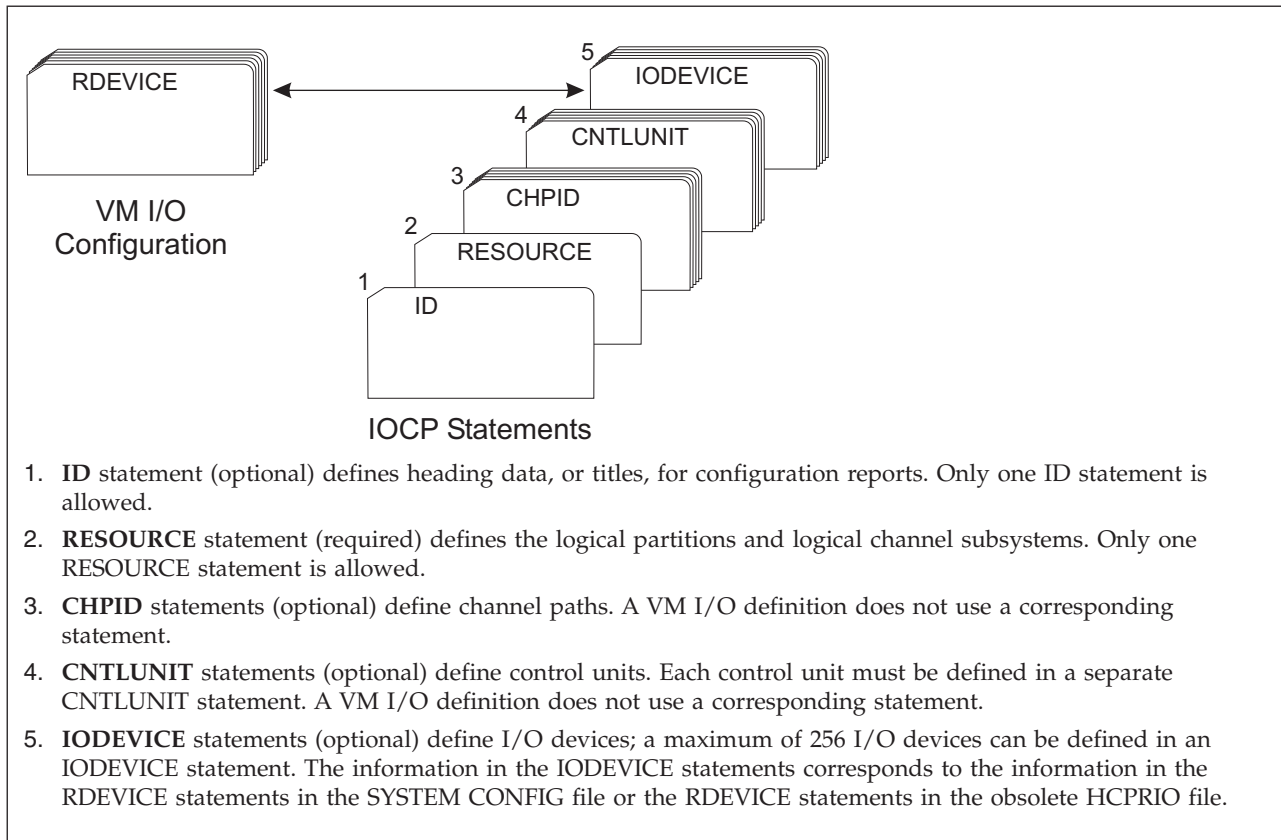 RDEVICE
VM I/O
Configuration
5
IODEVICE
4
CNTLUNIT
3
CHPID
2
RESOURCE
1
ID
IOCP Statements
1. ID statement (optional) defines heading data, or titles, for configuration reports. Only one ID statement is
allowed.
2. RESOURCE statement (required) defines the logical partitions and logical channel subsystems. Only one
RESOURCE statement is allowed.
3. CHPID statements (optional) define channel paths. A VM I/O definition does not use a corresponding
statement.
4. CNTLUNIT statements (optional) define control units. Each control unit must be defined in a separate
CNTLUNIT statement. A VM I/O definition does not use a corresponding statement.
5. IODEVICE statements (optional) define I/O devices; a maximum of 256 I/O devices can be defined in an
IODEVICE statement. The information in the IODEVICE statements corresponds to the information in the
RDEVICE statements in the SYSTEM CONFIG file or the RDEVICE statements in the obsolete HCPRIO file.